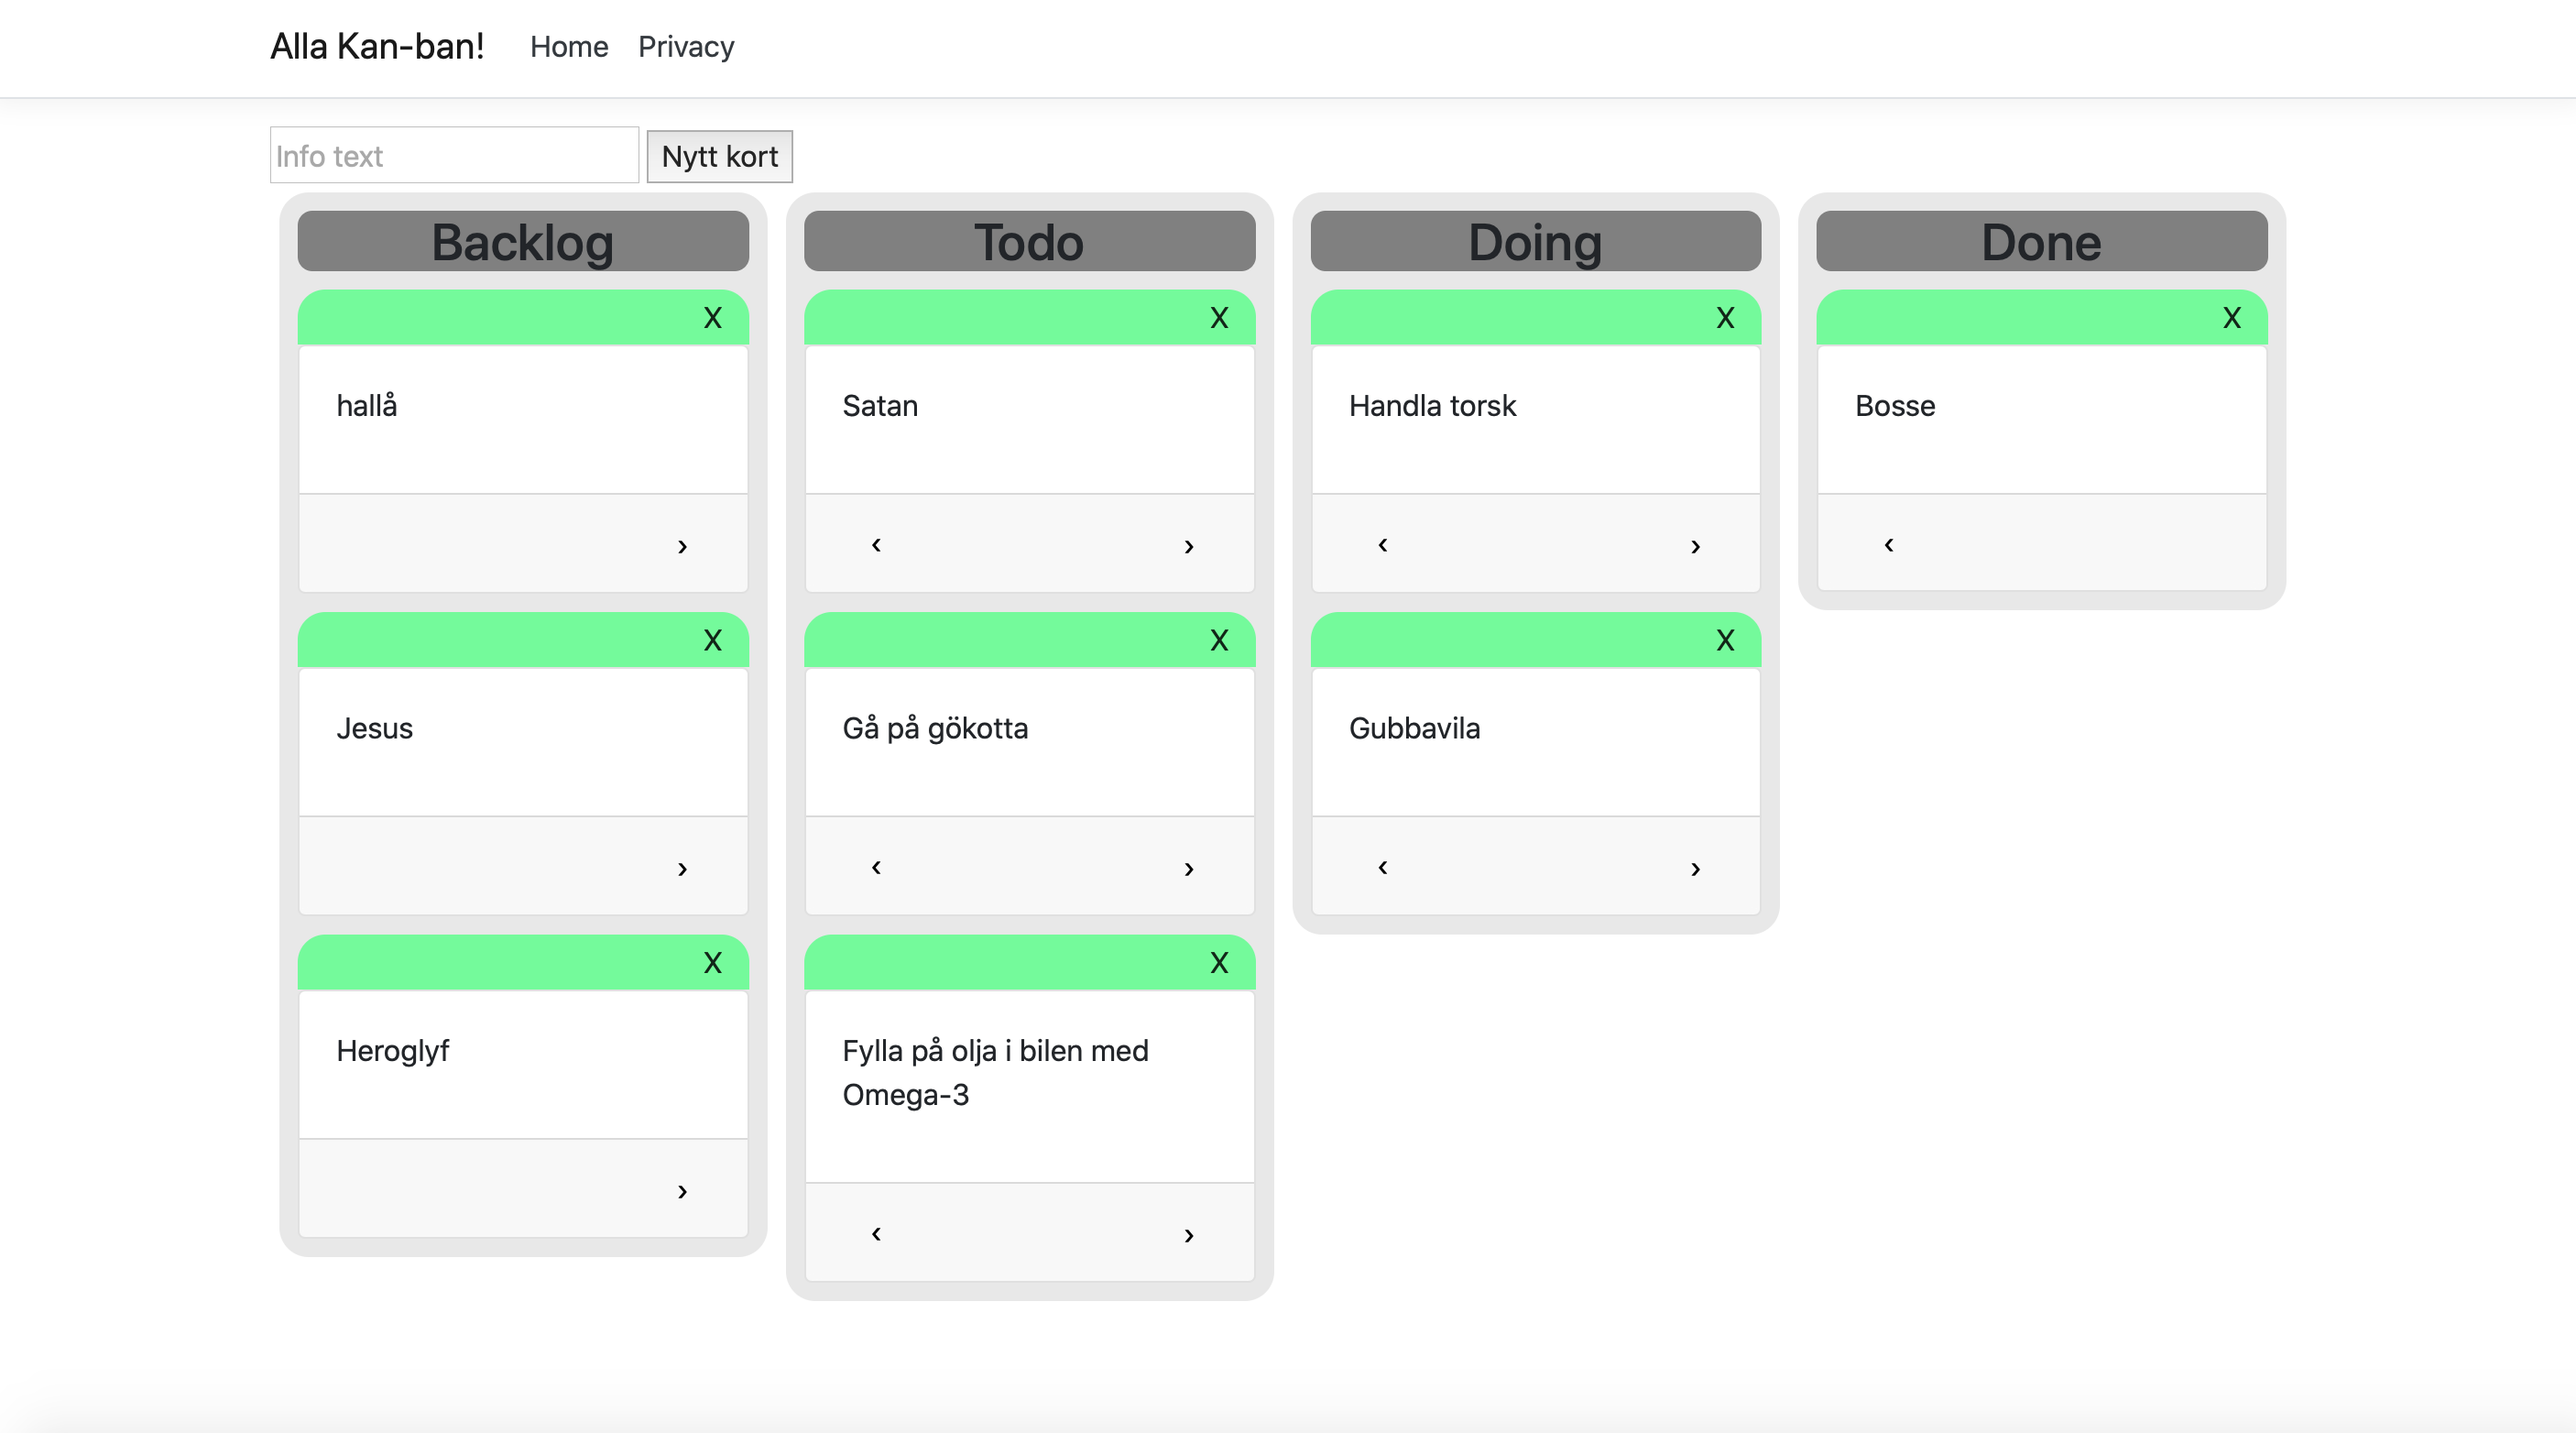 Alla Kan-ban! Home Privacy
Info text Nytt kort
Backlog
X
hallå
›
X
Jesus
›
X
Heroglyf
›
Todo
X
Satan
‹ ›
X
Gå på gökotta
‹ ›
X
Fylla på olja i bilen med
Omega-3
‹ ›
Doing
X
Handla torsk
‹ ›
X
Gubbavila
‹ ›
Done
X
Bosse
‹